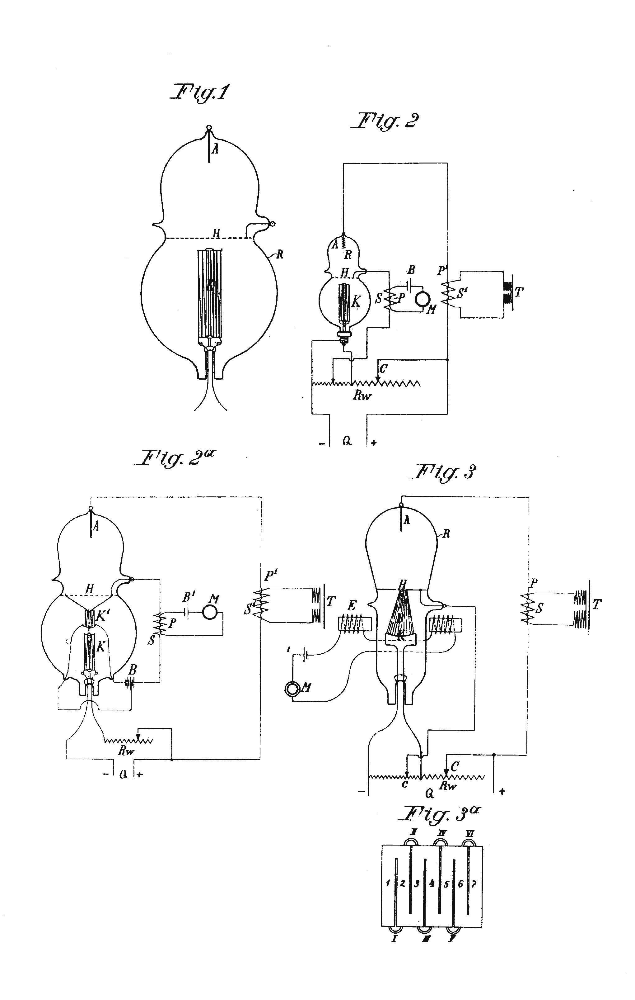 Fig. 1
A
H
R
K
Fig. 2
A
R
H
B
P¹
K
S
P
M
S¹
T
C
Rw
- Q +
Fig. 2ᵃ
A
H
P¹
K¹
B¹
M
S¹
T
P
S
K
B
Rw
- Q +
Fig. 3
A
R
H
P
E
B
S
T
K
M
C
c
Rw
- Q +
Fig. 3ᵃ
II IV VI
1 2 3 4 5 6 7
I III V